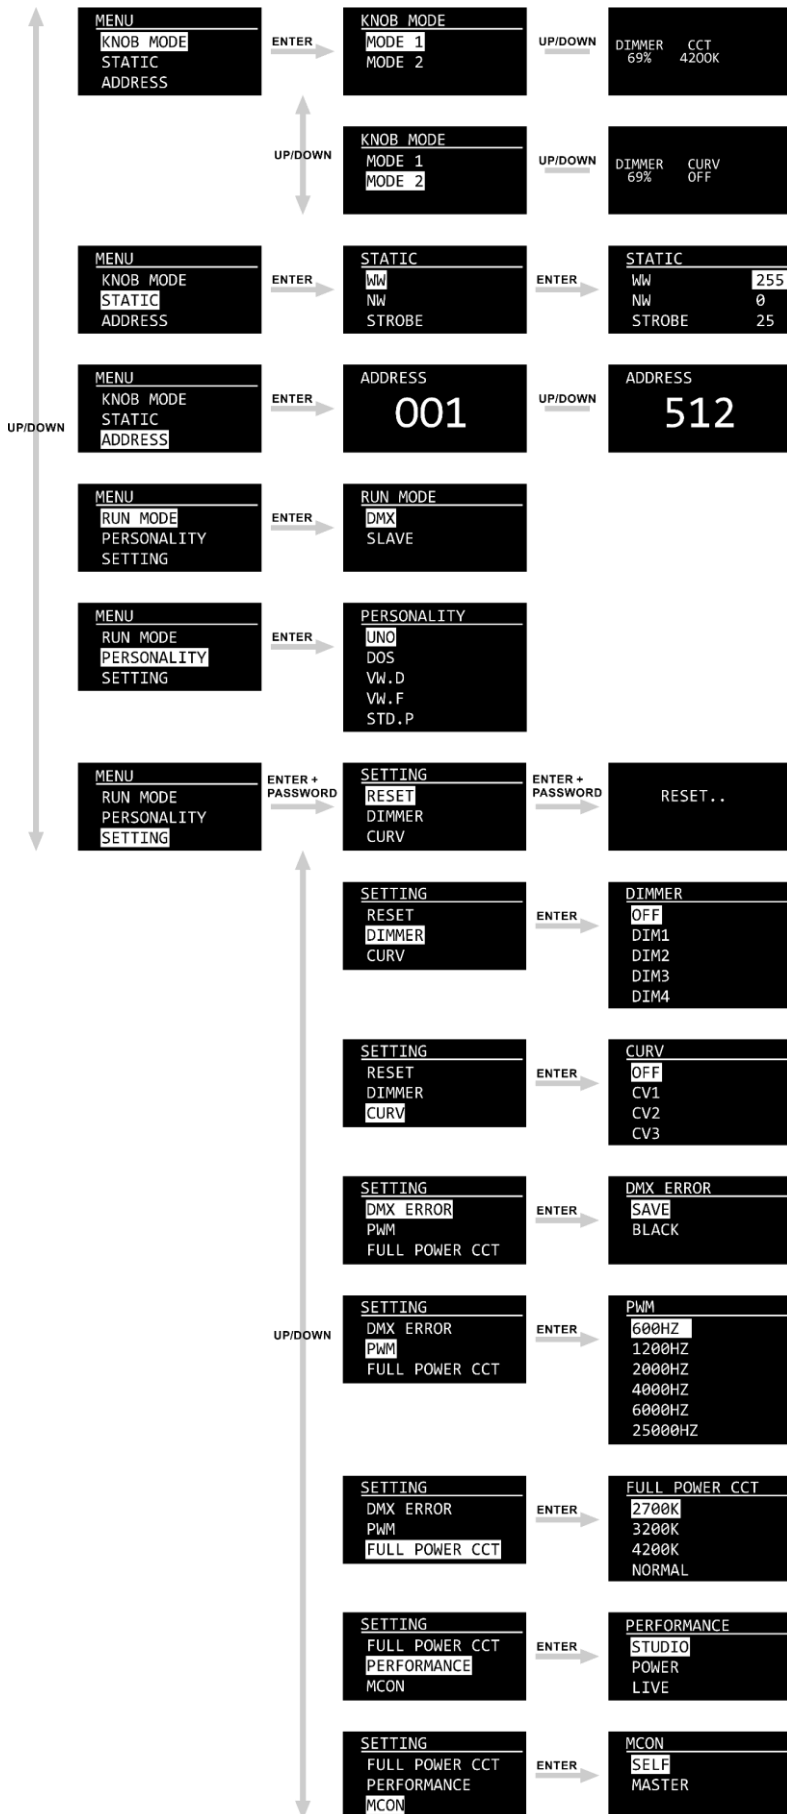 MENU
KNOB MODE
STATIC
ADDRESS
ENTER
KNOB MODE
MODE 1
MODE 2
UP/DOWN
DIMMER CCT
69% 4200K
UP/DOWN
KNOB MODE
MODE 1
MODE 2
UP/DOWN
DIMMER CURV
69% OFF
MENU
KNOB MODE
STATIC
ADDRESS
ENTER
STATIC
WW
NW
STROBE
ENTER
STATIC
WW 255
NW 0
STROBE 25
UP/DOWN
MENU
KNOB MODE
STATIC
ADDRESS
ENTER
ADDRESS
001
UP/DOWN
ADDRESS
512
MENU
RUN MODE
PERSONALITY
SETTING
ENTER
RUN MODE
DMX
SLAVE
MENU
RUN MODE
PERSONALITY
SETTING
ENTER
PERSONALITY
UNO
DOS
VW.D
VW.F
STD.P
MENU
RUN MODE
PERSONALITY
SETTING
ENTER +
PASSWORD
SETTING
RESET
DIMMER
CURV
ENTER +
PASSWORD
RESET..
SETTING
RESET
DIMMER
CURV
ENTER
DIMMER
OFF
DIM1
DIM2
DIM3
DIM4
SETTING
RESET
DIMMER
CURV
ENTER
CURV
OFF
CV1
CV2
CV3
SETTING
DMX ERROR
PWM
FULL POWER CCT
ENTER
DMX ERROR
SAVE
BLACK
UP/DOWN
SETTING
DMX ERROR
PWM
FULL POWER CCT
ENTER
PWM
600HZ
1200HZ
2000HZ
4000HZ
6000HZ
25000HZ
SETTING
DMX ERROR
PWM
FULL POWER CCT
ENTER
FULL POWER CCT
2700K
3200K
4200K
NORMAL
SETTING
FULL POWER CCT
PERFORMANCE
MCON
ENTER
PERFORMANCE
STUDIO
POWER
LIVE
SETTING
FULL POWER CCT
PERFORMANCE
MCON
ENTER
MCON
SELF
MASTER